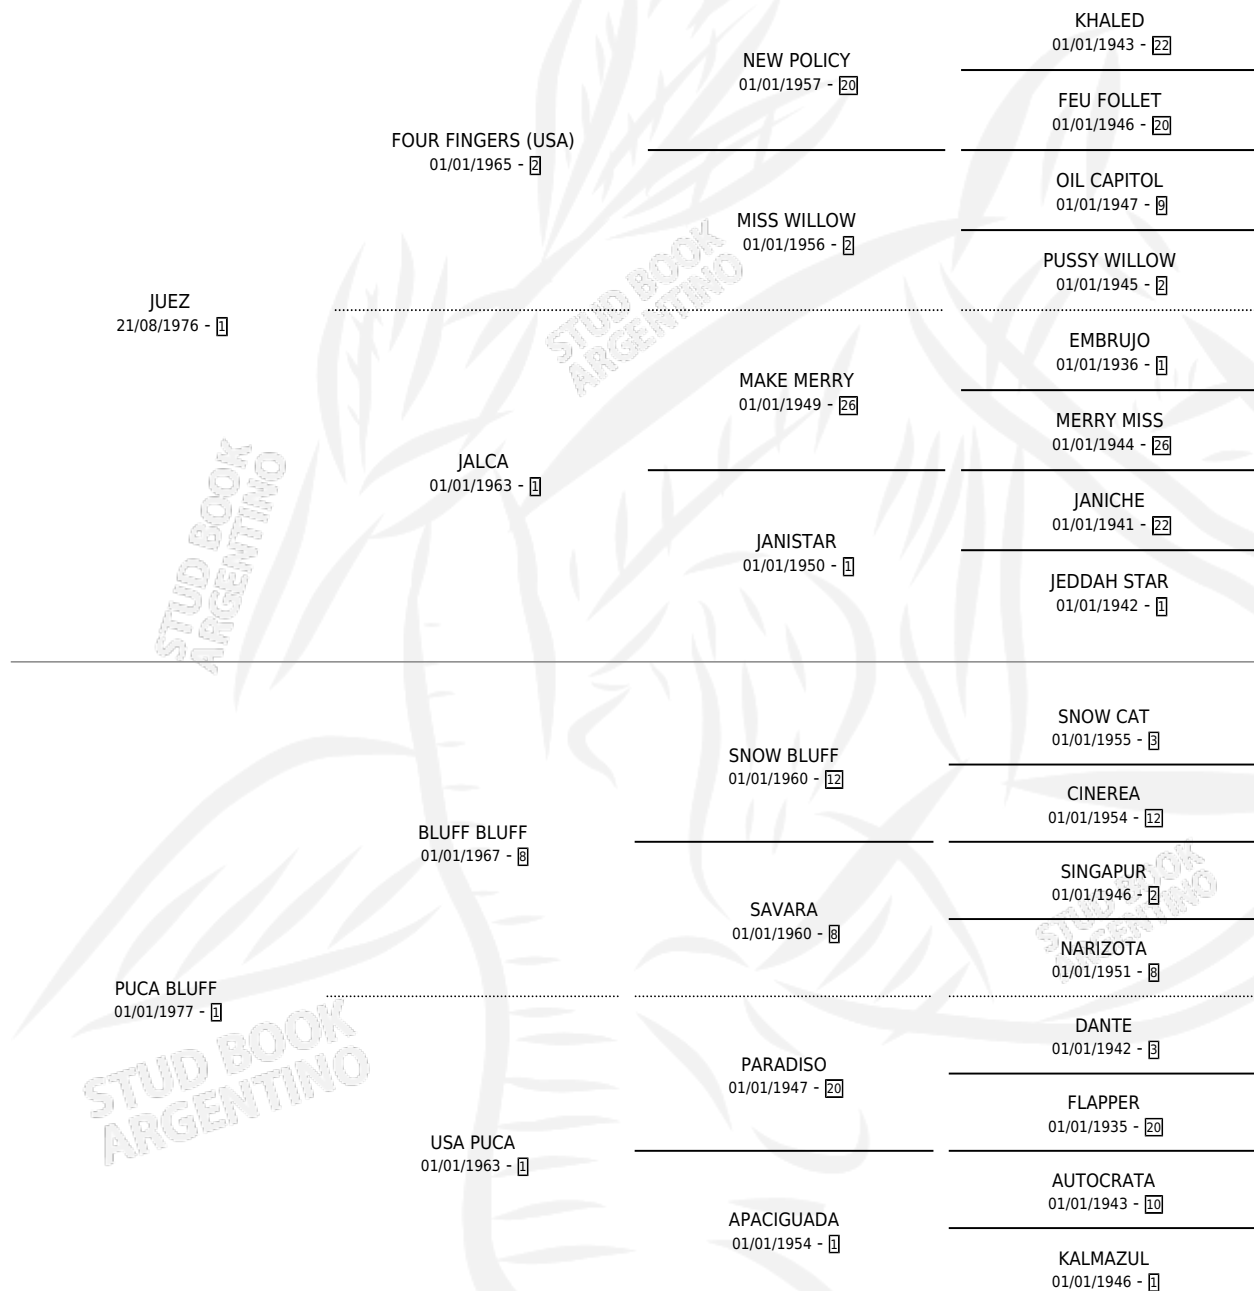 KHALED
01/01/1943 - 22
NEW POLICY
01/01/1957 - 20
FEU FOLLET
01/01/1946 - 20
FOUR FINGERS (USA)
01/01/1965 - 2
OIL CAPITOL
01/01/1947 - 9
MISS WILLOW
01/01/1956 - 2
PUSSY WILLOW
01/01/1945 - 2
JUEZ
21/08/1976 - 1
EMBRUJO
01/01/1936 - 1
MAKE MERRY
01/01/1949 - 26
MERRY MISS
01/01/1944 - 26
JALCA
01/01/1963 - 1
JANICHE
01/01/1941 - 22
JANISTAR
01/01/1950 - 1
JEDDAH STAR
01/01/1942 - 1
SNOW CAT
01/01/1955 - 3
SNOW BLUFF
01/01/1960 - 12
CINEREA
01/01/1954 - 12
BLUFF BLUFF
01/01/1967 - 8
SINGAPUR
01/01/1946 - 2
SAVARA
01/01/1960 - 8
NARIZOTA
01/01/1951 - 8
PUCA BLUFF
01/01/1977 - 1
DANTE
01/01/1942 - 3
PARADISO
01/01/1947 - 20
FLAPPER
01/01/1935 - 20
USA PUCA
01/01/1963 - 1
AUTOCRATA
01/01/1943 - 10
APACIGUADA
01/01/1954 - 1
KALMAZUL
01/01/1946 - 1
STUD BOOK
ARGENTINO
STUD BOOK
ARGENTINO
STUD BOOK
ARGENTINO
STUD BOOK
ARGENTINO